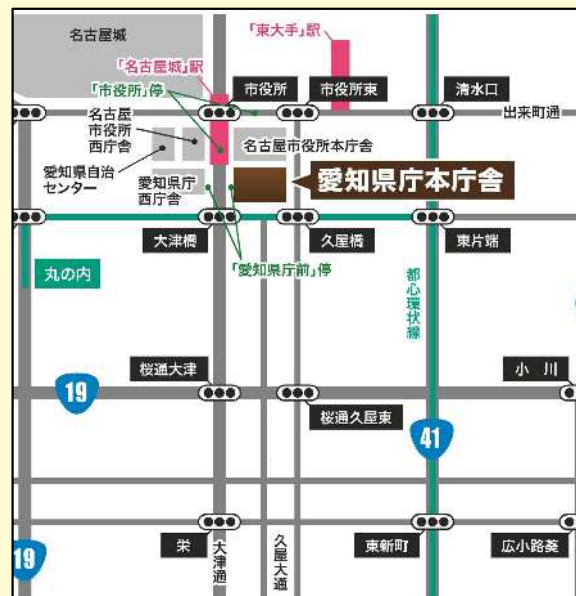 名古屋城
「東大手」駅
「名古屋城」駅
「市役所」停
市役所
市役所東
清水口
出来町通
名古屋
市役所
西庁舎
名古屋市役所本庁舎
愛知県自治
センター
愛知県庁
西庁舎
愛知県庁本庁舎
大津橋
久屋橋
東片端
「愛知県庁前」停
丸の内
都心環状線
桜通大津
小川
19
桜通久屋東
41
栄
大津通
久屋大通
東新町
広小路葵
19